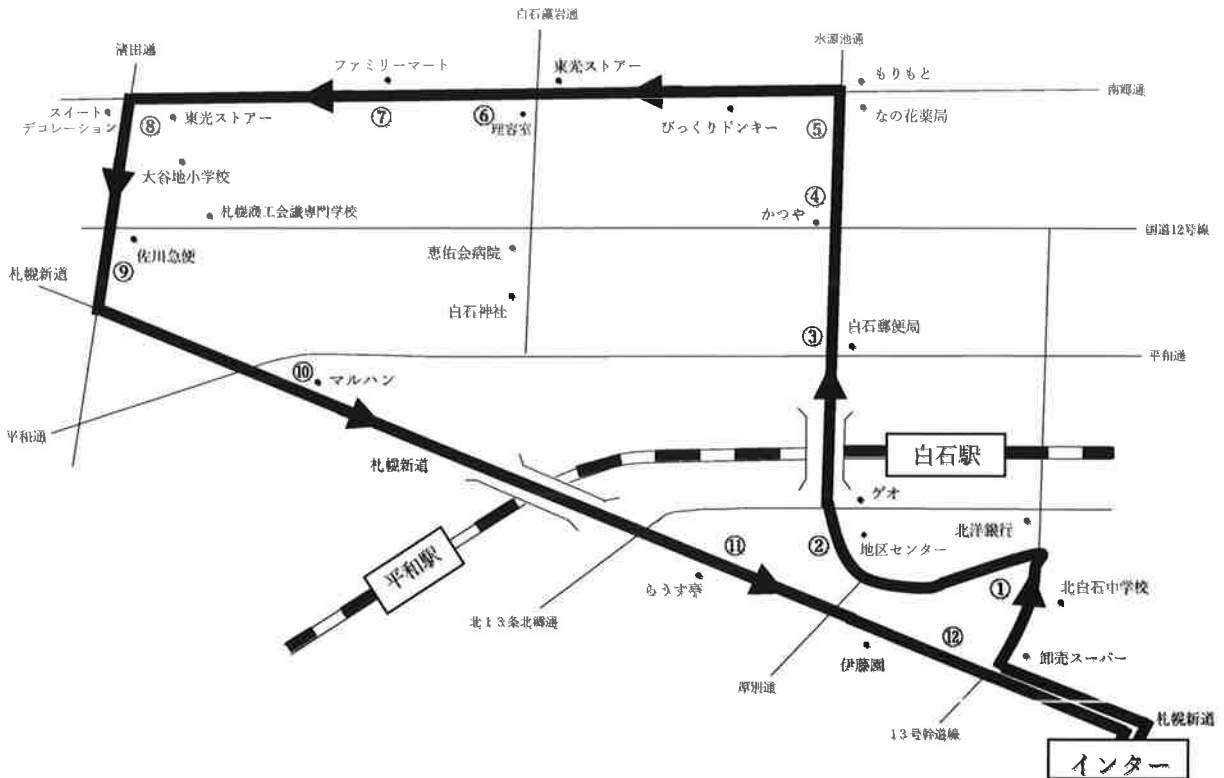 白石藻岩通
清田通
水源池通
ファミリーマート
東光ストアー
もりもと
南郷通
スイート
デコレーション
⑧
東光ストアー
⑦
⑥
理容室
びっくりドンキー
⑤
なの花薬局
大谷地小学校
④
札幌商工会議専門学校
かつや
国道12号線
佐川急便
恵佑会病院
⑨
札幌新道
白石神社
③
白石郵便局
平和通
⑩
マルハン
平和通
札幌新道
白石駅
ゲオ
北洋銀行
⑪
②
地区センター
平和駅
①
北白石中学校
らうす亭
北13条北郷通
⑫
伊藤園
卸売スーパー
厚別通
13号幹道線
札幌新道
インター